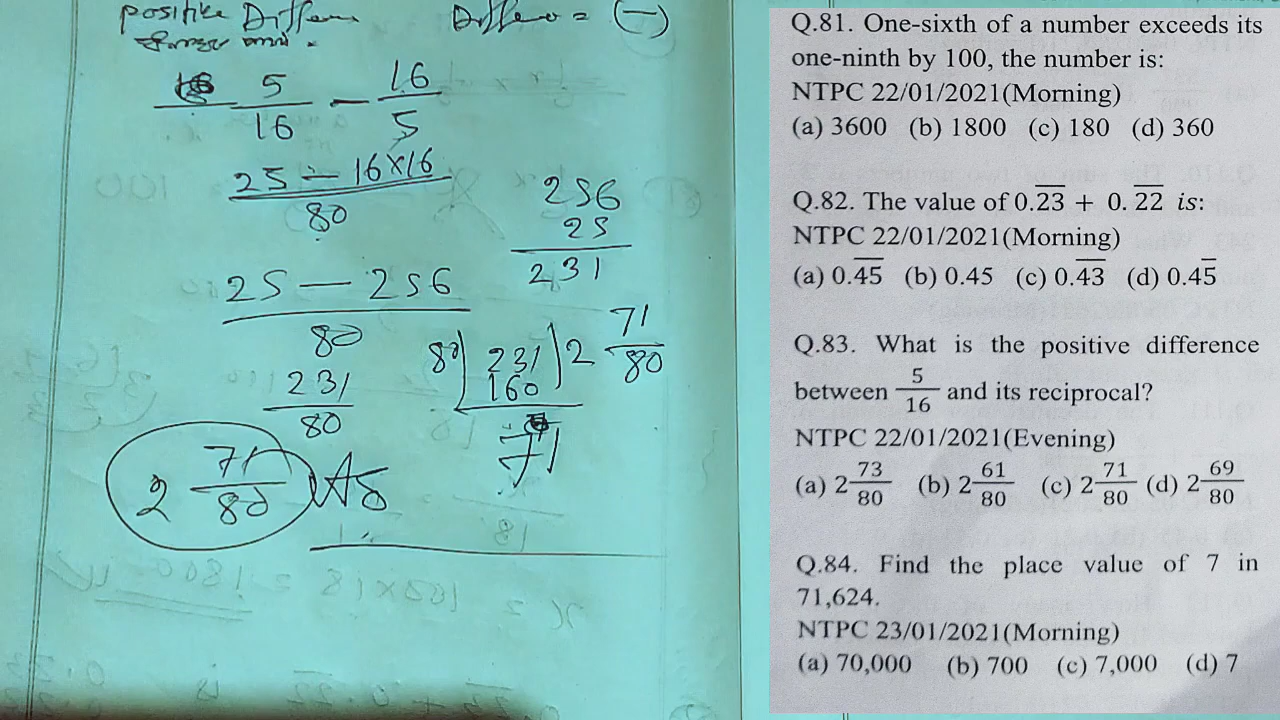 positive Differe
Differe = (—)
5/16 — 16/5
25 — 16×16
80
256
25
231
25 — 256
80
80) 231 ) 2 71/80
160
71
231
80
2 71/80 As
Q.81. One-sixth of a number exceeds its
one-ninth by 100, the number is:
NTPC 22/01/2021(Morning)
(a) 3600 (b) 1800 (c) 180 (d) 360
Q.82. The value of 0.2̅3̅ + 0. 2̅2̅ is:
NTPC 22/01/2021(Morning)
(a) 0.4̅5̅ (b) 0.45 (c) 0.4̅3̅ (d) 0.45̅
Q.83. What is the positive difference
between 5/16 and its reciprocal?
NTPC 22/01/2021(Evening)
(a) 2 73/80 (b) 2 61/80 (c) 2 71/80 (d) 2 69/80
Q.84. Find the place value of 7 in
71,624.
NTPC 23/01/2021(Morning)
(a) 70,000 (b) 700 (c) 7,000 (d) 7